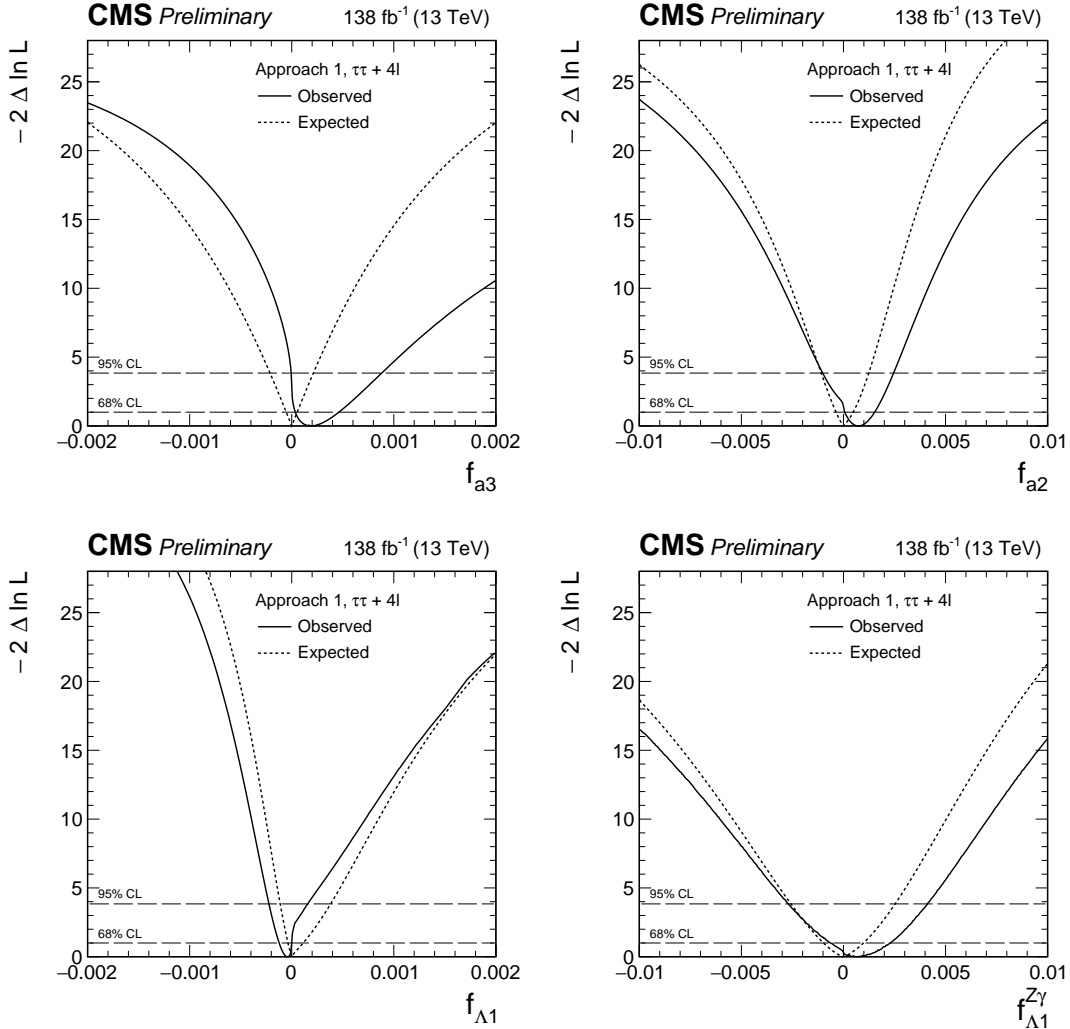 CMS Preliminary 138 fb⁻¹ (13 TeV)
− 2 Δ ln L
Approach 1, ττ + 4l
Observed
Expected
25
20
15
10
5
0
95% CL
68% CL
−0.002 −0.001 0 0.001 0.002
f_a3
CMS Preliminary 138 fb⁻¹ (13 TeV)
− 2 Δ ln L
Approach 1, ττ + 4l
Observed
Expected
25
20
15
10
5
0
95% CL
68% CL
−0.01 −0.005 0 0.005 0.01
f_a2
CMS Preliminary 138 fb⁻¹ (13 TeV)
− 2 Δ ln L
Approach 1, ττ + 4l
Observed
Expected
25
20
15
10
5
0
95% CL
68% CL
−0.002 −0.001 0 0.001 0.002
f_Λ1
CMS Preliminary 138 fb⁻¹ (13 TeV)
− 2 Δ ln L
Approach 1, ττ + 4l
Observed
Expected
25
20
15
10
5
0
95% CL
68% CL
−0.01 −0.005 0 0.005 0.01
f_Λ1^Zγ